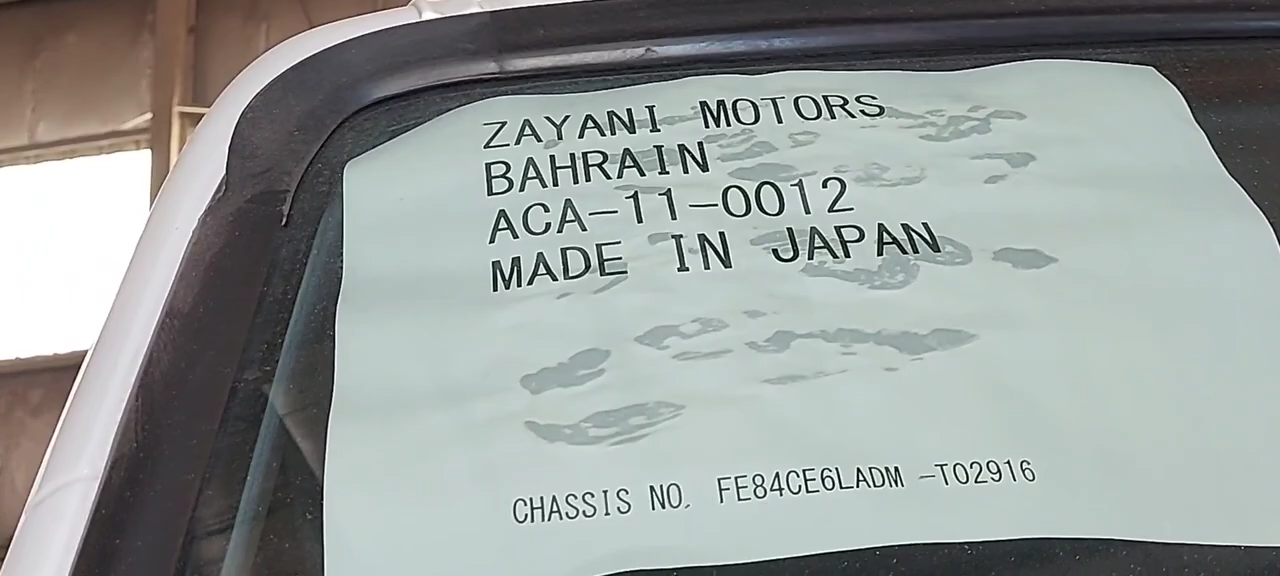 ZAYANI MOTORS
BAHRAIN
ACA-11-0012
MADE IN JAPAN
CHASSIS NO. FE84CE6LADM -T02916